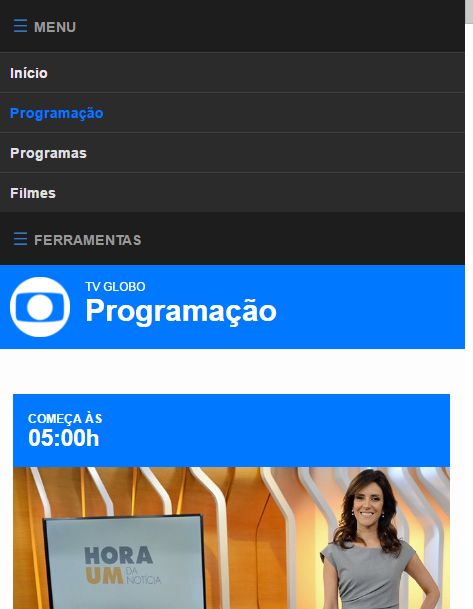 ☰ MENU
Início
Programação
Programas
Filmes
☰ FERRAMENTAS
TV GLOBO
Programação
COMEÇA ÀS
05:00h
HORA
UM DA
NOTÍCIA